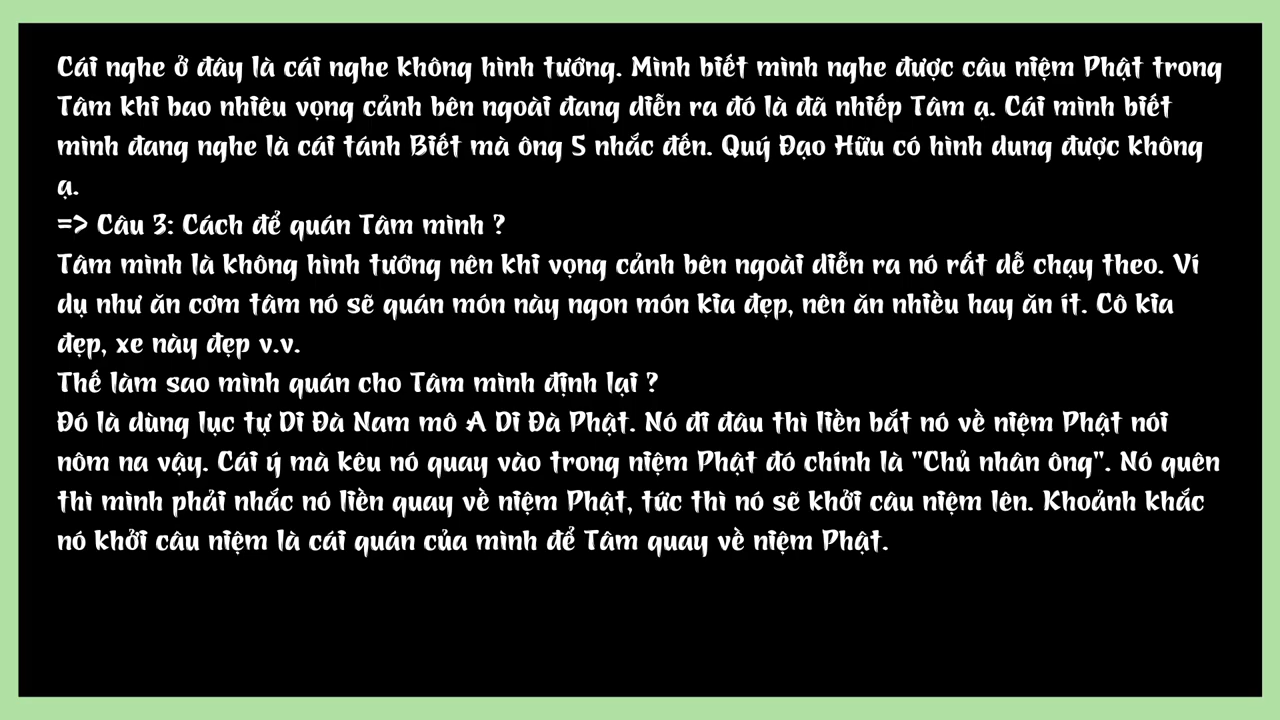 Cái nghe ở đây là cái nghe không hình tướng. Mình biết mình nghe được câu niệm Phật trong
Tâm khi bao nhiêu vọng cảnh bên ngoài đang diễn ra đó là đã nhiếp Tâm ạ. Cái mình biết
mình đang nghe là cái tánh Biết mà ông 5 nhắc đến. Quý Đạo Hữu có hình dung được không
ạ.
=> Câu 3: Cách để quán Tâm mình ?
Tâm mình là không hình tướng nên khi vọng cảnh bên ngoài diễn ra nó rất dễ chạy theo. Ví
dụ như ăn cơm tâm nó sẽ quán món này ngon món kia đẹp, nên ăn nhiều hay ăn ít. Cô kia
đẹp, xe này đẹp v.v.
Thế làm sao mình quán cho Tâm mình định lại ?
Đó là dùng lục tự Di Đà Nam mô A Di Đà Phật. Nó đi đâu thì liền bắt nó về niệm Phật nói
nôm na vậy. Cái ý mà kêu nó quay vào trong niệm Phật đó chính là "Chủ nhân ông". Nó quên
thì mình phải nhắc nó liền quay về niệm Phật, tức thì nó sẽ khởi câu niệm lên. Khoảnh khắc
nó khởi câu niệm là cái quán của mình để Tâm quay về niệm Phật.